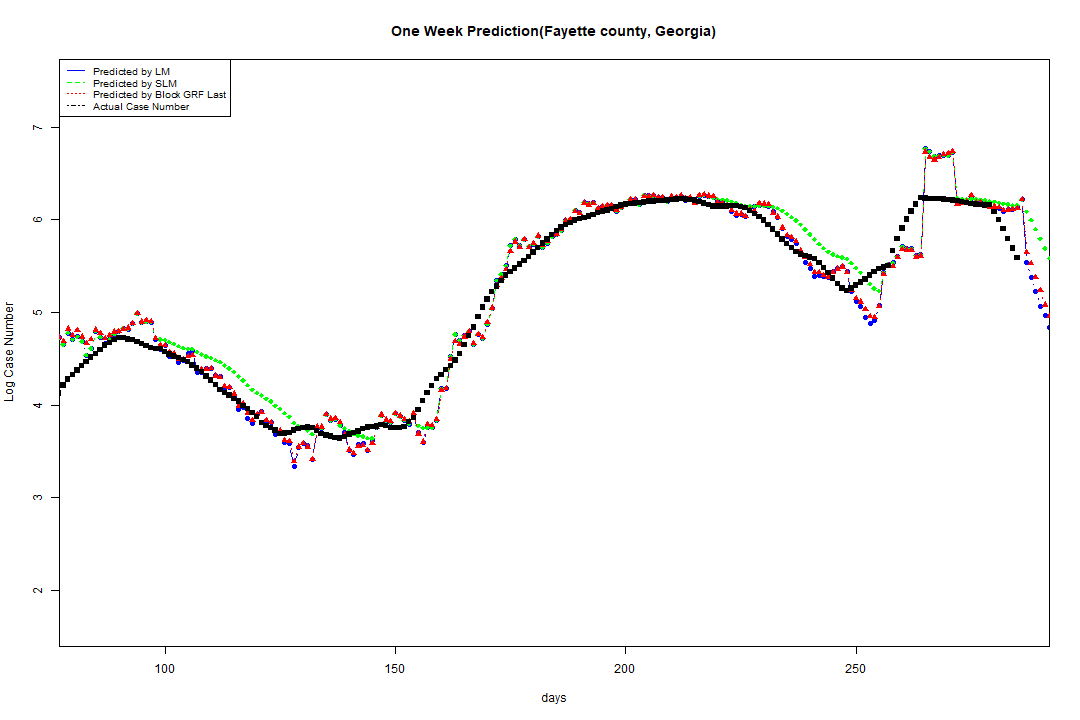 One Week Prediction(Fayette county, Georgia)
Predicted by LM
Predicted by SLM
Predicted by Block GRF Last
Actual Case Number
7
6
5
4
3
2
Log Case Number
100 150 200 250
days